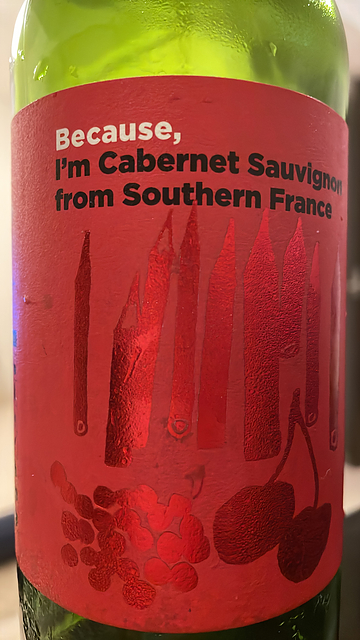 Because,
I'm Cabernet Sauvignon
from Southern France